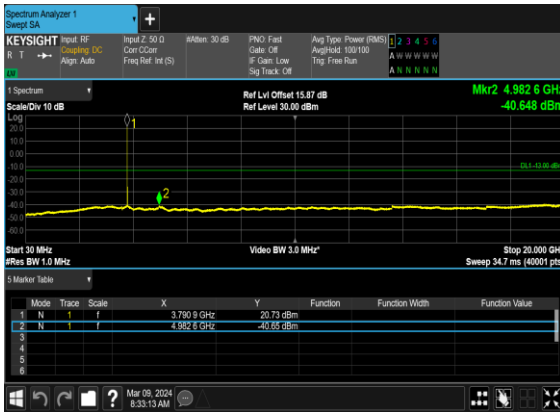 Spectrum Analyzer 1
Swept SA
+
KEYSIGHT Input: RF Input Z: 50 Ω #Atten: 30 dB PNO: Fast Avg Type: Power (RMS) 1 2 3 4 5 6
R T Coupling: DC Corr CCorr Gate: Off Avg|Hold: 100/100 A W W W W W
Align: Auto Freq Ref: Int (S) IF Gain: Low Trig: Free Run
Sig Track: Off A N N N N N
1 Spectrum Ref Lvl Offset 15.87 dB Mkr2 4.982 6 GHz
Scale/Div 10 dB Ref Level 30.00 dBm -40.648 dBm
Log
20.0
10.0
0.00
-10.0
DL1 -13.00 dBm
-20.0
-30.0
-40.0
-50.0
-60.0
1
2
Start 30 MHz Video BW 3.0 MHz* Stop 20.000 GHz
#Res BW 1.0 MHz Sweep 34.7 ms (40001 pts)
5 Marker Table
Mode Trace Scale X Y Function Function Width Function Value
1 N 1 f 3.790 9 GHz 20.73 dBm
2 N 1 f 4.982 6 GHz -40.65 dBm
3
4
5
6
? Mar 09, 2024
8:33:13 AM